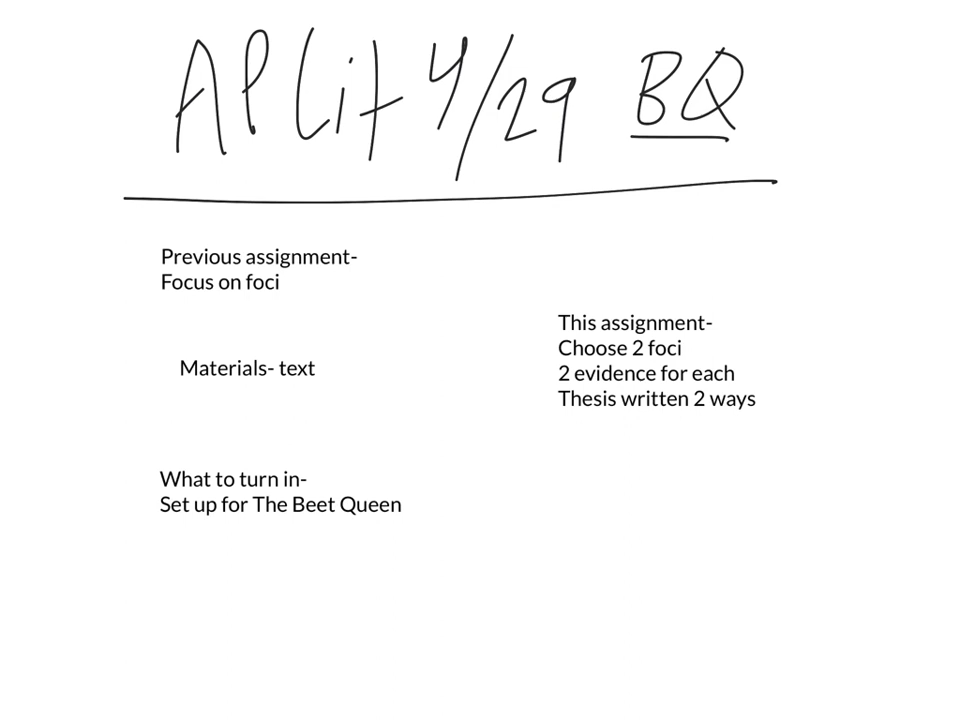 AP Lit 4/29 BQ
Previous assignment-
Focus on foci
Materials- text
This assignment-
Choose 2 foci
2 evidence for each
Thesis written 2 ways
What to turn in-
Set up for The Beet Queen